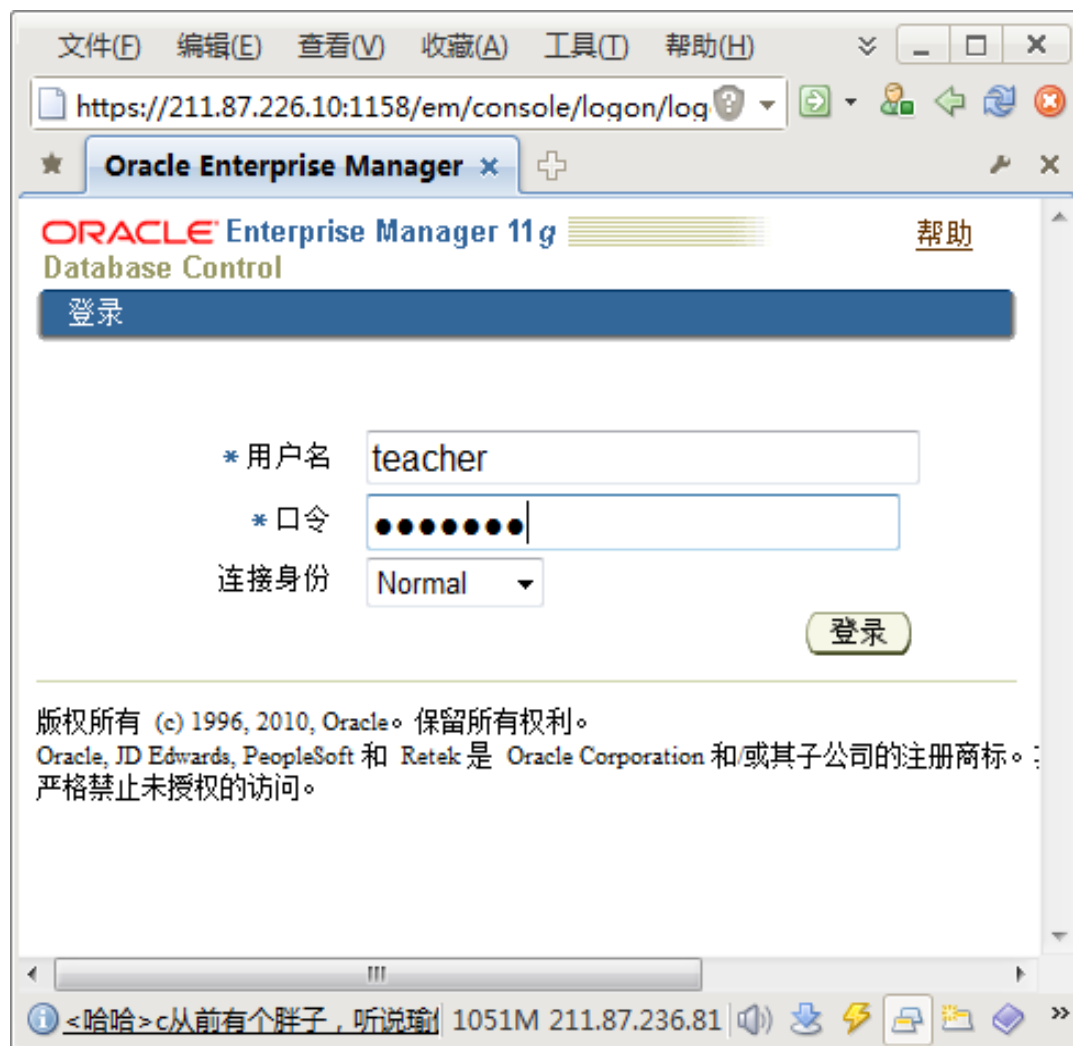 文件(F) 编辑(E) 查看(V) 收藏(A) 工具(T) 帮助(H)
https://211.87.226.10:1158/em/console/logon/log
Oracle Enterprise Manager
ORACLE Enterprise Manager 11g
帮助
Database Control
登录
* 用户名 teacher
* 口令 ●●●●●●●
连接身份 Normal
登录
版权所有 (c) 1996, 2010, Oracle。保留所有权利。
Oracle, JD Edwards, PeopleSoft 和 Retek 是 Oracle Corporation 和/或其子公司的注册商标。
严格禁止未授权的访问。
<哈哈>c从前有个胖子，听说瑜 1051M 211.87.236.81